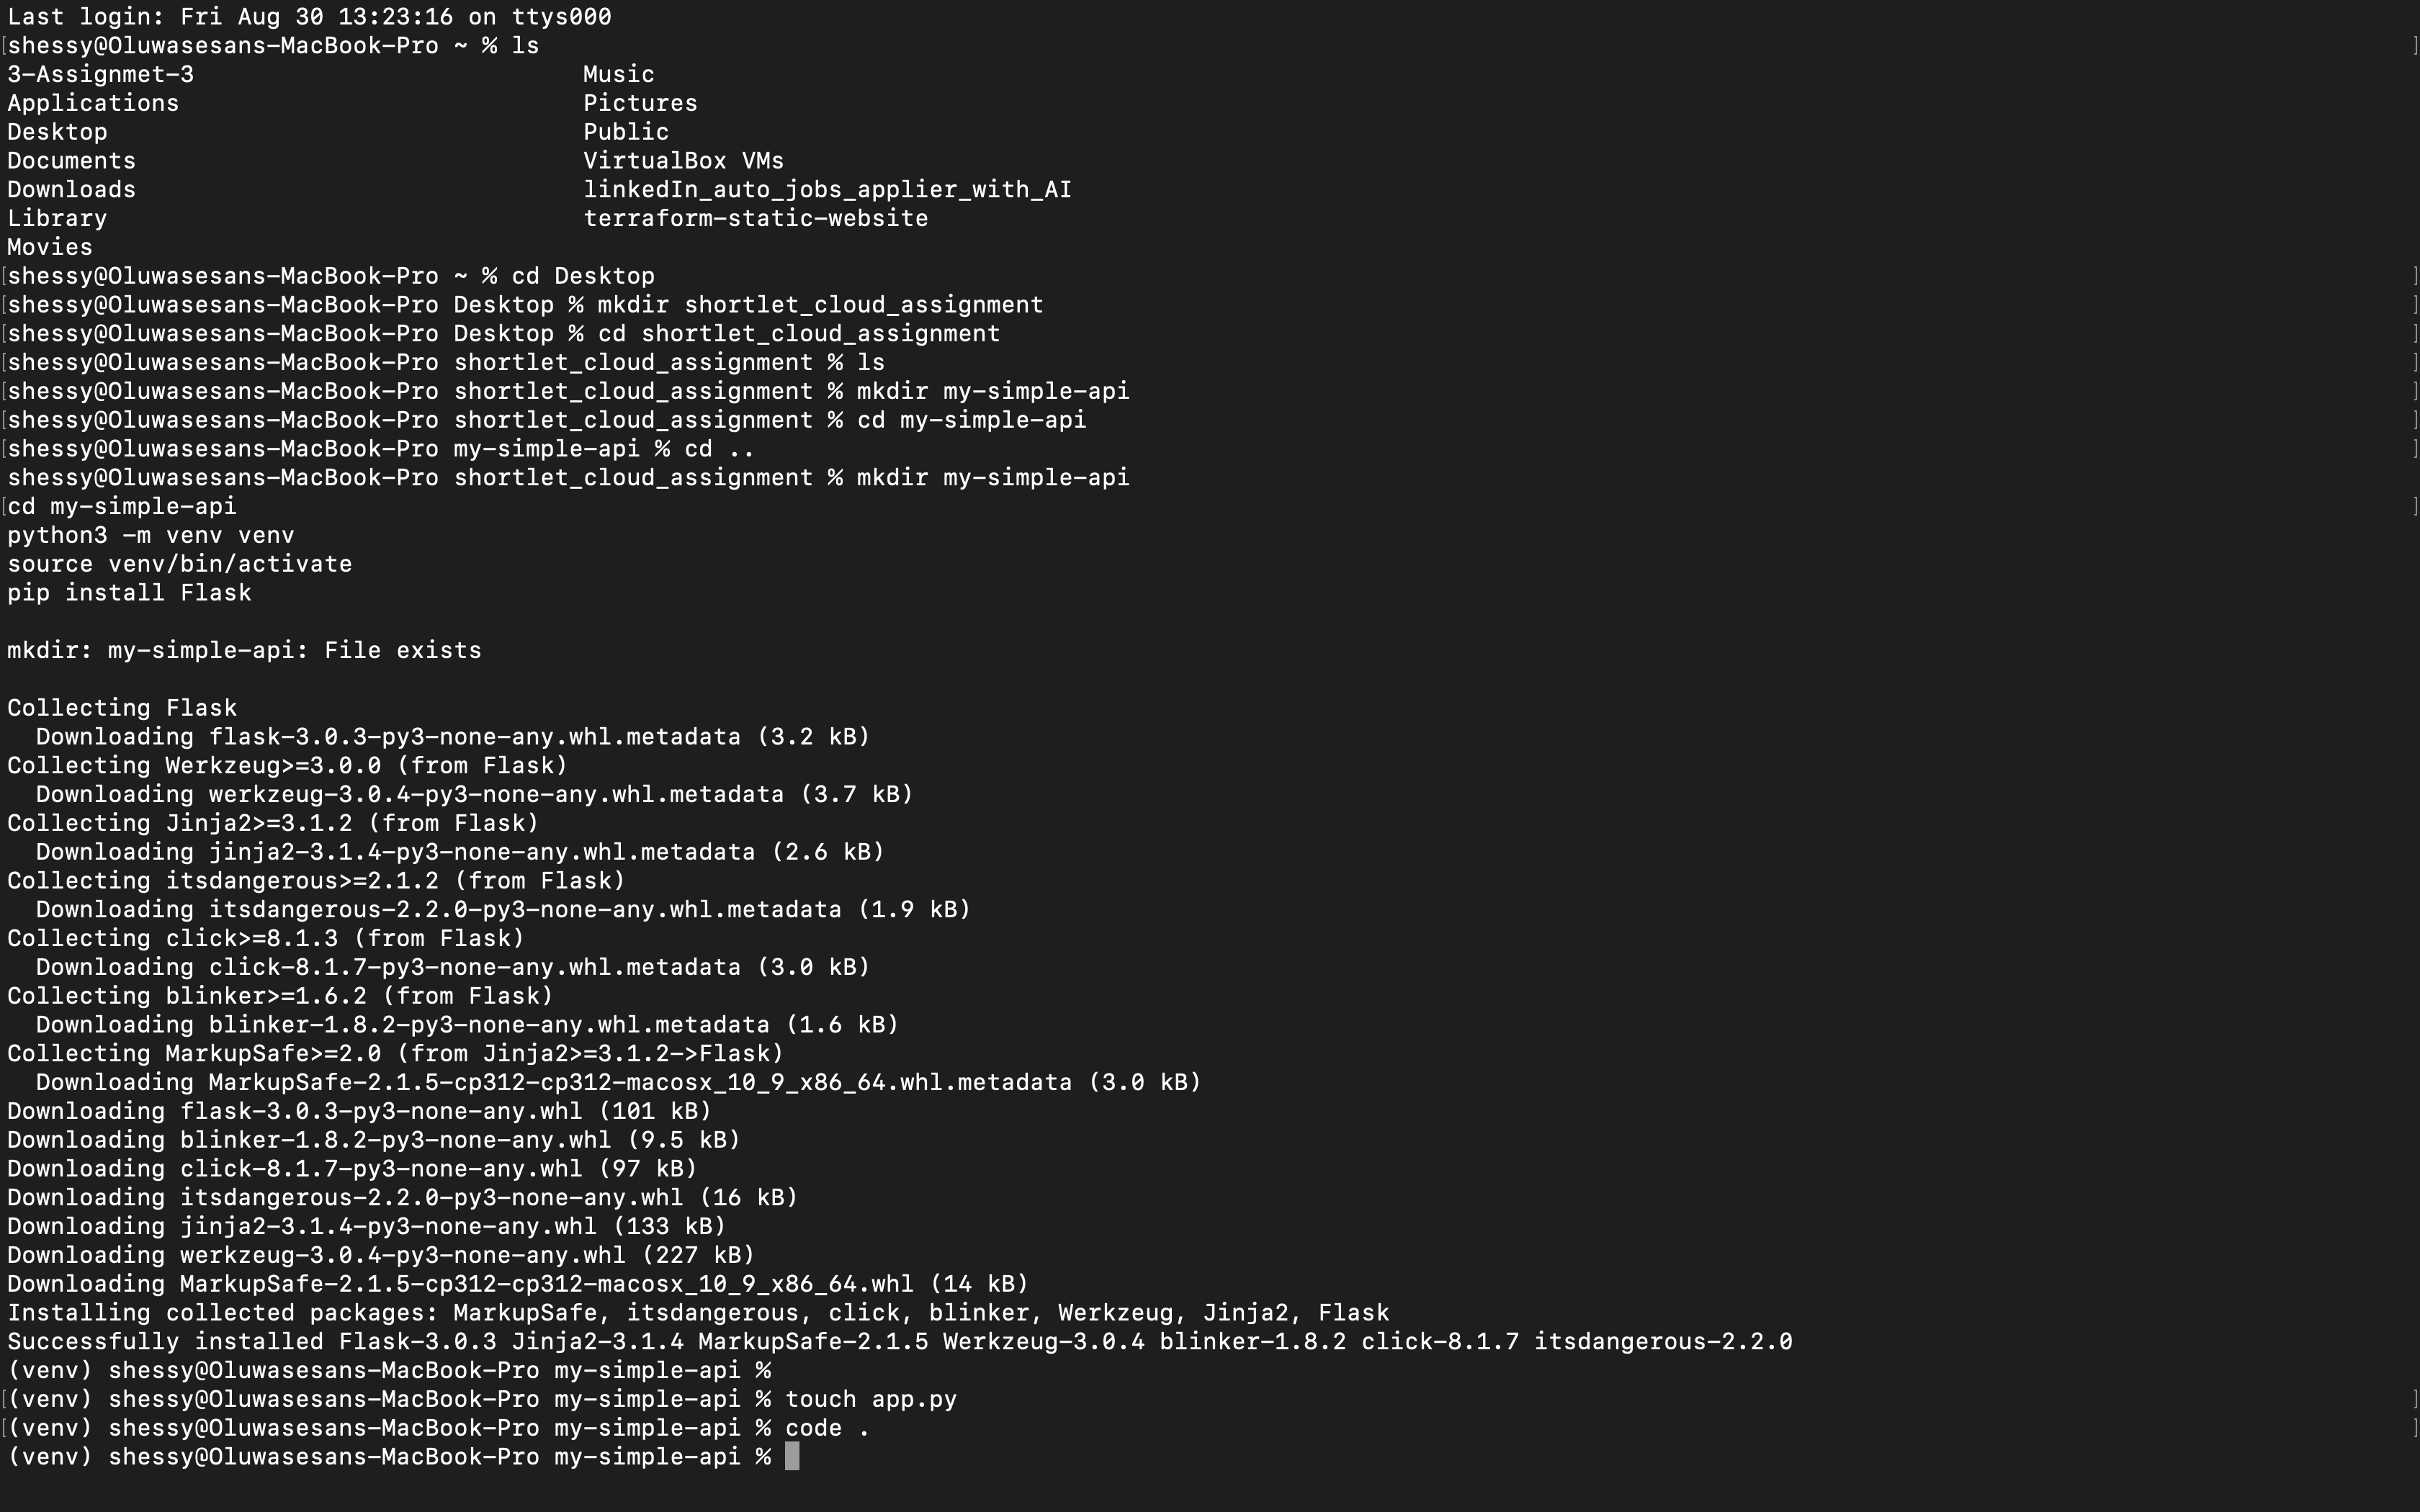 Last login: Fri Aug 30 13:23:16 on ttys000
[shessy@Oluwasesans-MacBook-Pro ~ % ls ]
3-Assignmet-3 Music
Applications Pictures
Desktop Public
Documents VirtualBox VMs
Downloads linkedIn_auto_jobs_applier_with_AI
Library terraform-static-website
Movies
[shessy@Oluwasesans-MacBook-Pro ~ % cd Desktop ]
[shessy@Oluwasesans-MacBook-Pro Desktop % mkdir shortlet_cloud_assignment ]
[shessy@Oluwasesans-MacBook-Pro Desktop % cd shortlet_cloud_assignment ]
[shessy@Oluwasesans-MacBook-Pro shortlet_cloud_assignment % ls ]
[shessy@Oluwasesans-MacBook-Pro shortlet_cloud_assignment % mkdir my-simple-api ]
[shessy@Oluwasesans-MacBook-Pro shortlet_cloud_assignment % cd my-simple-api ]
[shessy@Oluwasesans-MacBook-Pro my-simple-api % cd .. ]
shessy@Oluwasesans-MacBook-Pro shortlet_cloud_assignment % mkdir my-simple-api
[cd my-simple-api ]
python3 -m venv venv
source venv/bin/activate
pip install Flask
mkdir: my-simple-api: File exists
Collecting Flask
  Downloading flask-3.0.3-py3-none-any.whl.metadata (3.2 kB)
Collecting Werkzeug>=3.0.0 (from Flask)
  Downloading werkzeug-3.0.4-py3-none-any.whl.metadata (3.7 kB)
Collecting Jinja2>=3.1.2 (from Flask)
  Downloading jinja2-3.1.4-py3-none-any.whl.metadata (2.6 kB)
Collecting itsdangerous>=2.1.2 (from Flask)
  Downloading itsdangerous-2.2.0-py3-none-any.whl.metadata (1.9 kB)
Collecting click>=8.1.3 (from Flask)
  Downloading click-8.1.7-py3-none-any.whl.metadata (3.0 kB)
Collecting blinker>=1.6.2 (from Flask)
  Downloading blinker-1.8.2-py3-none-any.whl.metadata (1.6 kB)
Collecting MarkupSafe>=2.0 (from Jinja2>=3.1.2->Flask)
  Downloading MarkupSafe-2.1.5-cp312-cp312-macosx_10_9_x86_64.whl.metadata (3.0 kB)
Downloading flask-3.0.3-py3-none-any.whl (101 kB)
Downloading blinker-1.8.2-py3-none-any.whl (9.5 kB)
Downloading click-8.1.7-py3-none-any.whl (97 kB)
Downloading itsdangerous-2.2.0-py3-none-any.whl (16 kB)
Downloading jinja2-3.1.4-py3-none-any.whl (133 kB)
Downloading werkzeug-3.0.4-py3-none-any.whl (227 kB)
Downloading MarkupSafe-2.1.5-cp312-cp312-macosx_10_9_x86_64.whl (14 kB)
Installing collected packages: MarkupSafe, itsdangerous, click, blinker, Werkzeug, Jinja2, Flask
Successfully installed Flask-3.0.3 Jinja2-3.1.4 MarkupSafe-2.1.5 Werkzeug-3.0.4 blinker-1.8.2 click-8.1.7 itsdangerous-2.2.0
(venv) shessy@Oluwasesans-MacBook-Pro my-simple-api %
[(venv) shessy@Oluwasesans-MacBook-Pro my-simple-api % touch app.py ]
[(venv) shessy@Oluwasesans-MacBook-Pro my-simple-api % code . ]
(venv) shessy@Oluwasesans-MacBook-Pro my-simple-api %